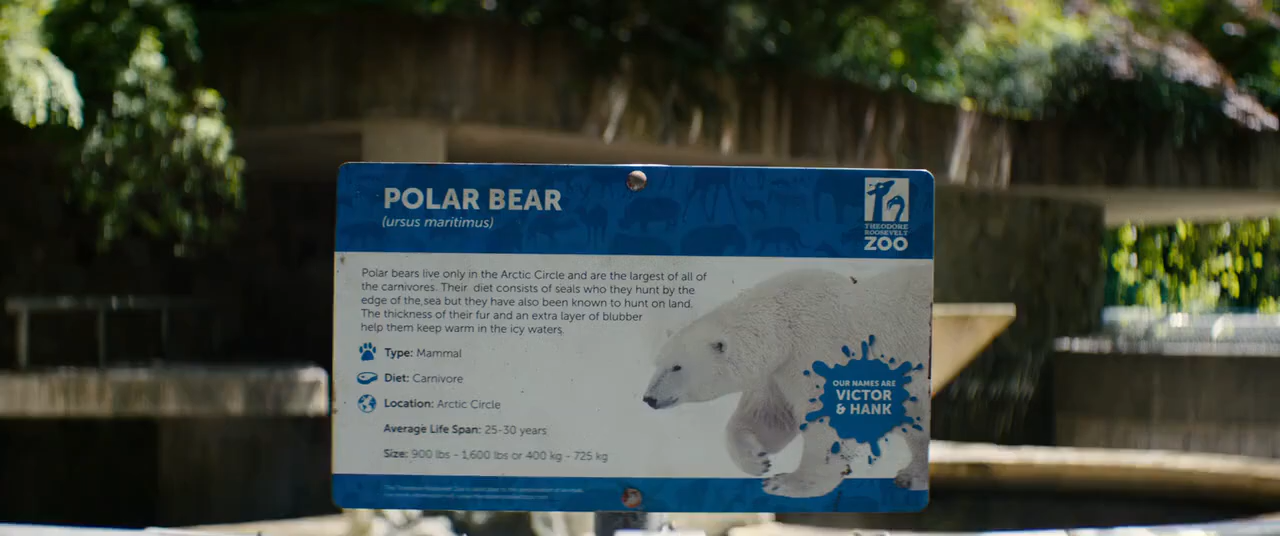 POLAR BEAR
(ursus maritimus)
THEODORE
ROOSEVELT
ZOO
Polar bears live only in the Arctic Circle and are the largest of all of
the carnivores. Their diet consists of seals who they hunt by the
edge of the sea but they have also been known to hunt on land.
The thickness of their fur and an extra layer of blubber
help them keep warm in the icy waters.
Type: Mammal
Diet: Carnivore
Location: Arctic Circle
Average Life Span: 25-30 years
Size: 900 lbs - 1,600 lbs or 400 kg - 725 kg
OUR NAMES ARE
VICTOR
& HANK